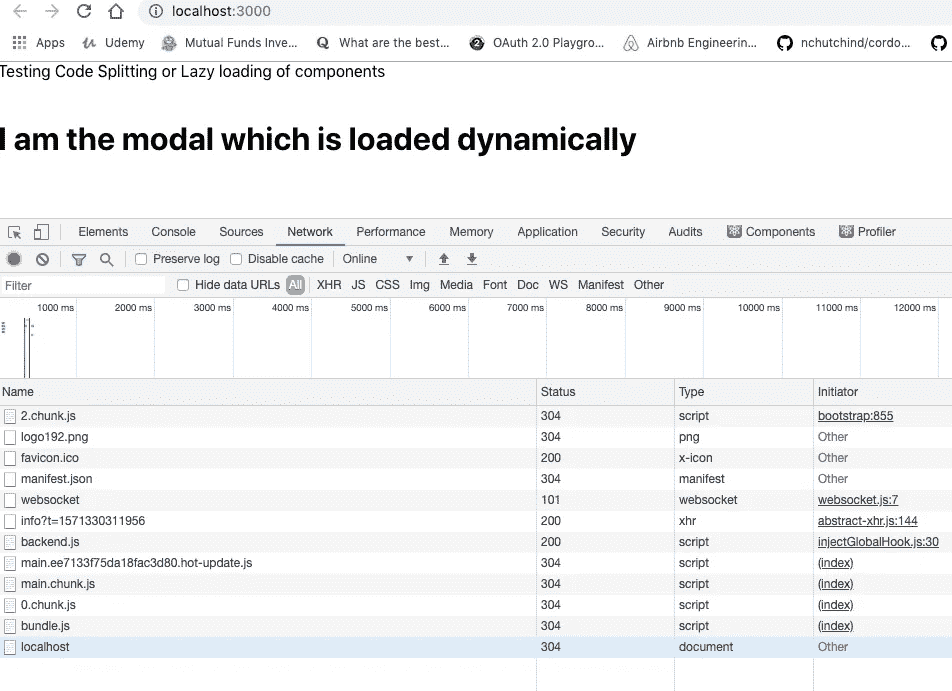 localhost:3000
Apps Udemy Mutual Funds Inve... Q What are the best... 2 OAuth 2.0 Playgro... Airbnb Engineerin... nchutchind/cordo...
Testing Code Splitting or Lazy loading of components
I am the modal which is loaded dynamically
Elements Console Sources Network Performance Memory Application Security Audits Components Profiler
Preserve log Disable cache Online
Filter Hide data URLs All XHR JS CSS Img Media Font Doc WS Manifest Other
1000 ms 2000 ms 3000 ms 4000 ms 5000 ms 6000 ms 7000 ms 8000 ms 9000 ms 10000 ms 11000 ms 12000 ms
Name Status Type Initiator
2.chunk.js 304 script bootstrap:855
logo192.png 304 png Other
favicon.ico 200 x-icon Other
manifest.json 304 manifest Other
websocket 101 websocket websocket.js:7
info?t=1571330311956 200 xhr abstract-xhr.js:144
backend.js 200 script injectGlobalHook.js:30
main.ee7133f75da18fac3d80.hot-update.js 304 script (index)
main.chunk.js 304 script (index)
0.chunk.js 304 script (index)
bundle.js 304 script (index)
localhost 304 document Other